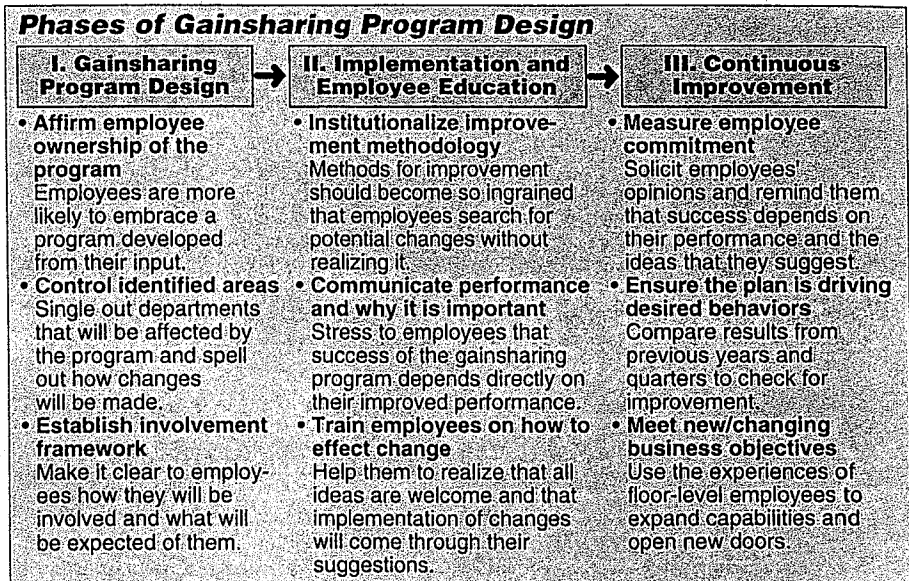 Phases of Gainsharing Program Design
I. Gainsharing
Program Design
• Affirm employee
ownership of the
program
Employees are more
likely to embrace a
program developed
from their input.
• Control identified areas
Single out departments
that will be affected by
the program and spell
out how changes
will be made.
• Establish involvement
framework
Make it clear to employ-
ees how they will be
involved and what will
be expected of them.
II. Implementation and
Employee Education
• Institutionalize improve-
ment methodology
Methods for improvement
should become so ingrained
that employees search for
potential changes without
realizing it.
• Communicate performance
and why it is important
Stress to employees that
success of the gainsharing
program depends directly on
their improved performance.
• Train employees on how to
effect change
Help them to realize that all
ideas are welcome and that
implementation of changes
will come through their
suggestions.
III. Continuous
Improvement
• Measure employee
commitment
Solicit employees'
opinions and remind them
that success depends on
their performance and the
ideas that they suggest.
• Ensure the plan is driving
desired behaviors
Compare results from
previous years and
quarters to check for
improvement.
• Meet new/changing
business objectives
Use the experiences of
floor-level employees to
expand capabilities and
open new doors.